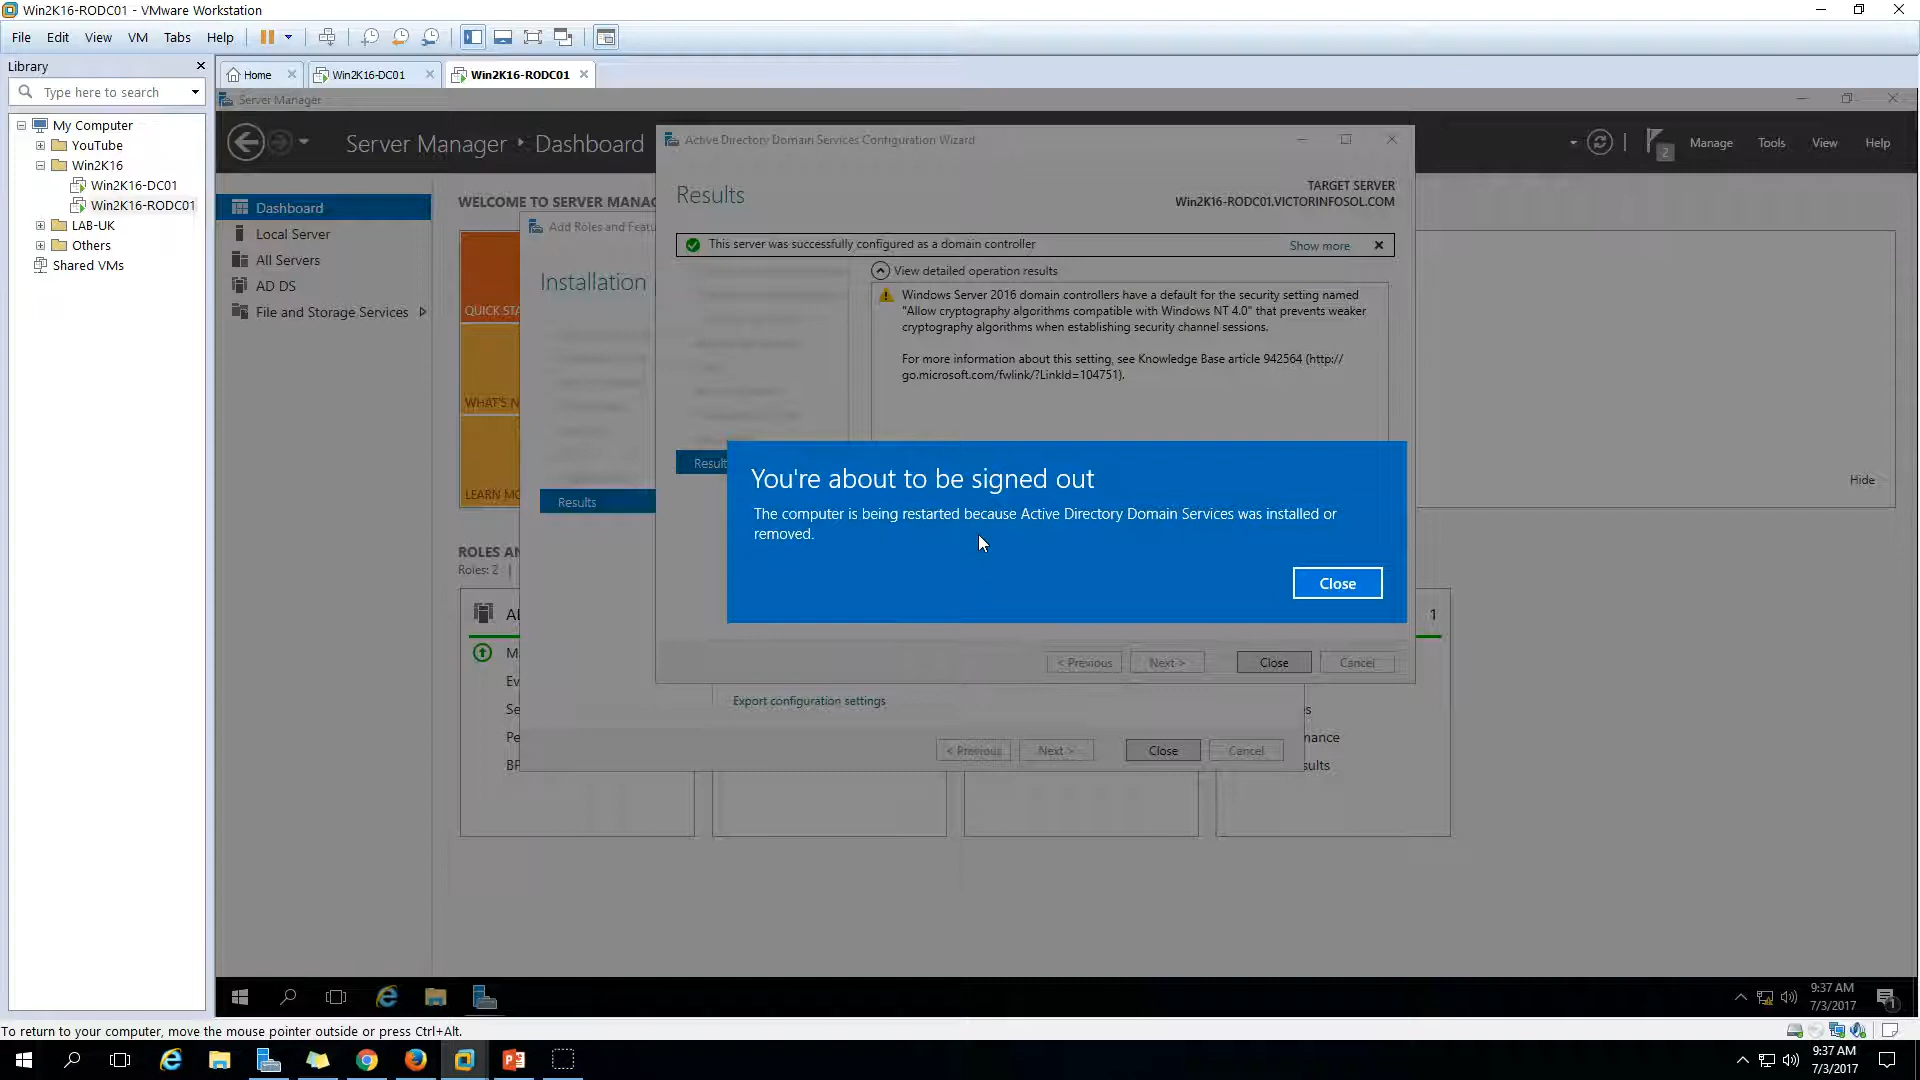 Win2K16-RODC01 - VMware Workstation
File Edit View VM Tabs Help
Library
Type here to search
My Computer
YouTube
Win2K16
Win2K16-DC01
Win2K16-RODC01
LAB-UK
Others
Shared VMs
Home
Win2K16-DC01
Win2K16-RODC01
Server Manager
Server Manager
Dashboard
2
Manage
Tools
View
Help
Dashboard
Local Server
All Servers
AD DS
File and Storage Services
WELCOME TO SERVER MANAG
QUICK STA
WHAT'S N
LEARN MO
Hide
ROLES AN
Roles: 2
1
Add Roles and Featu
Installation
Results
Export configuration settings
< Previous
Next >
Close
Cancel
Active Directory Domain Services Configuration Wizard
Results
TARGET SERVER
Win2K16-RODC01.VICTORINFOSOL.COM
This server was successfully configured as a domain controller
Show more
View detailed operation results
Windows Server 2016 domain controllers have a default for the security setting named
"Allow cryptography algorithms compatible with Windows NT 4.0" that prevents weaker
cryptography algorithms when establishing security channel sessions.
For more information about this setting, see Knowledge Base article 942564 (http://
go.microsoft.com/fwlink/?LinkId=104751).
Result
You're about to be signed out
The computer is being restarted because Active Directory Domain Services was installed or
removed.
Close
< Previous
Next >
Close
Cancel
9:37 AM
7/3/2017
1
To return to your computer, move the mouse pointer outside or press Ctrl+Alt.
9:37 AM
7/3/2017